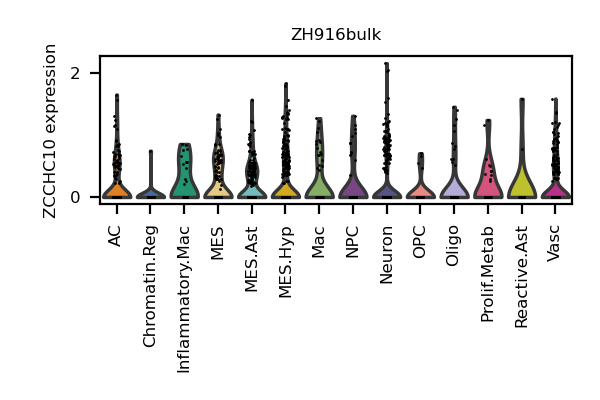 ZH916bulk
ZCCHC10 expression
2
0
AC
Chromatin.Reg
Inflammatory.Mac
MES
MES.Ast
MES.Hyp
Mac
NPC
Neuron
OPC
Oligo
Prolif.Metab
Reactive.Ast
Vasc